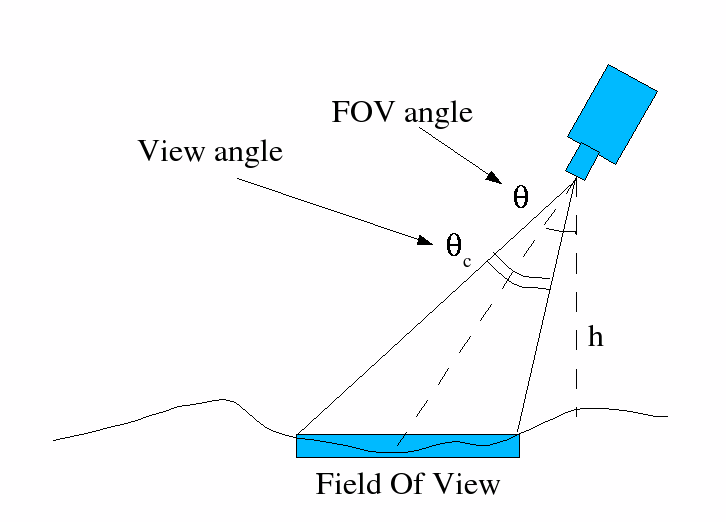 FOV angle
View angle
θ
θc
h
Field Of View